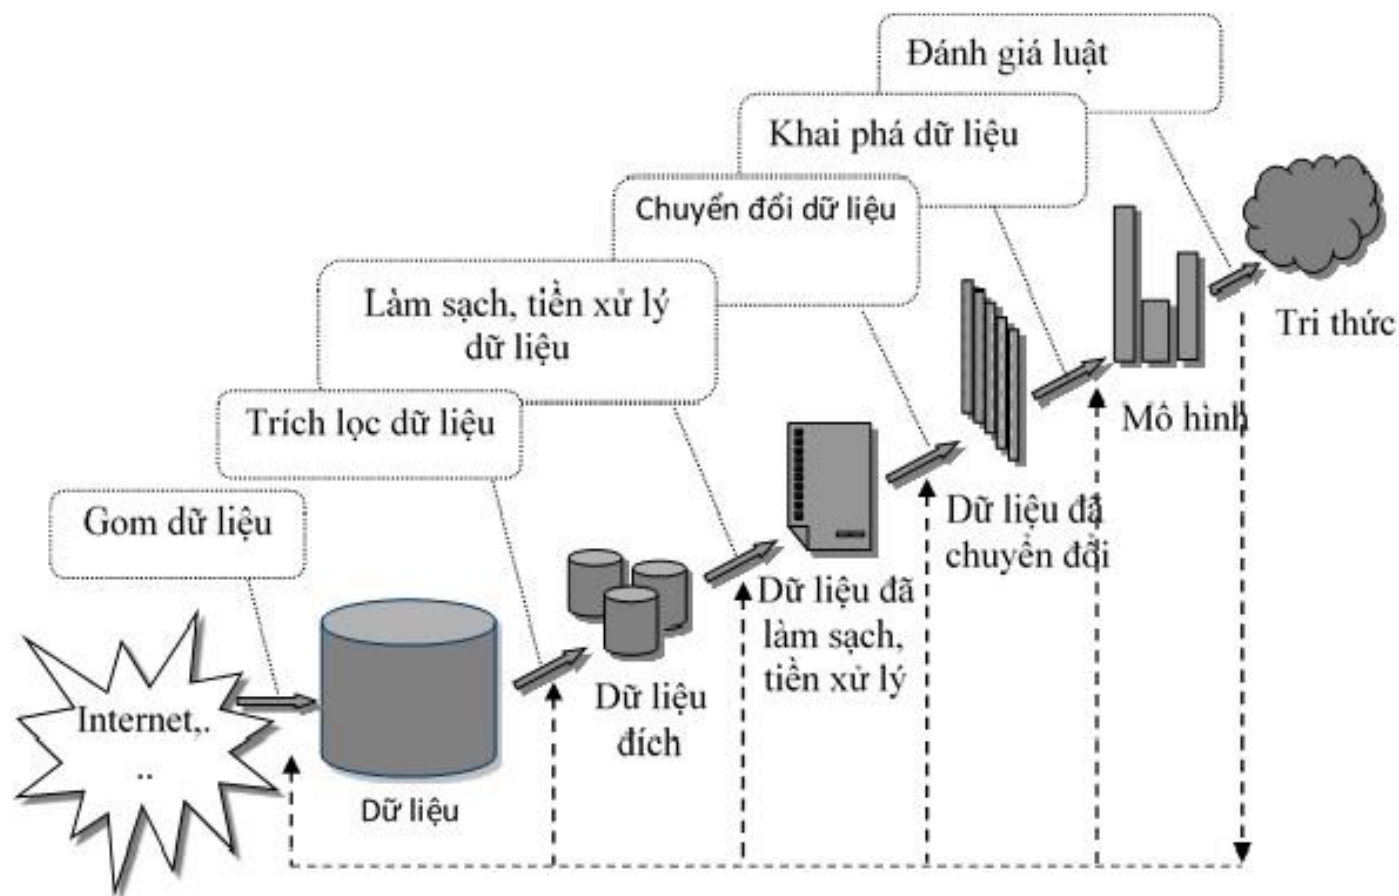 Đánh giá luật
Khai phá dữ liệu
Chuyển đổi dữ liệu
Làm sạch, tiền xử lý
dữ liệu
Trích lọc dữ liệu
Gom dữ liệu
Internet,.
..
Dữ liệu
Dữ liệu
đích
Dữ liệu đã
làm sạch,
tiền xử lý
Dữ liệu đã
chuyển đổi
Mô hình
Tri thức